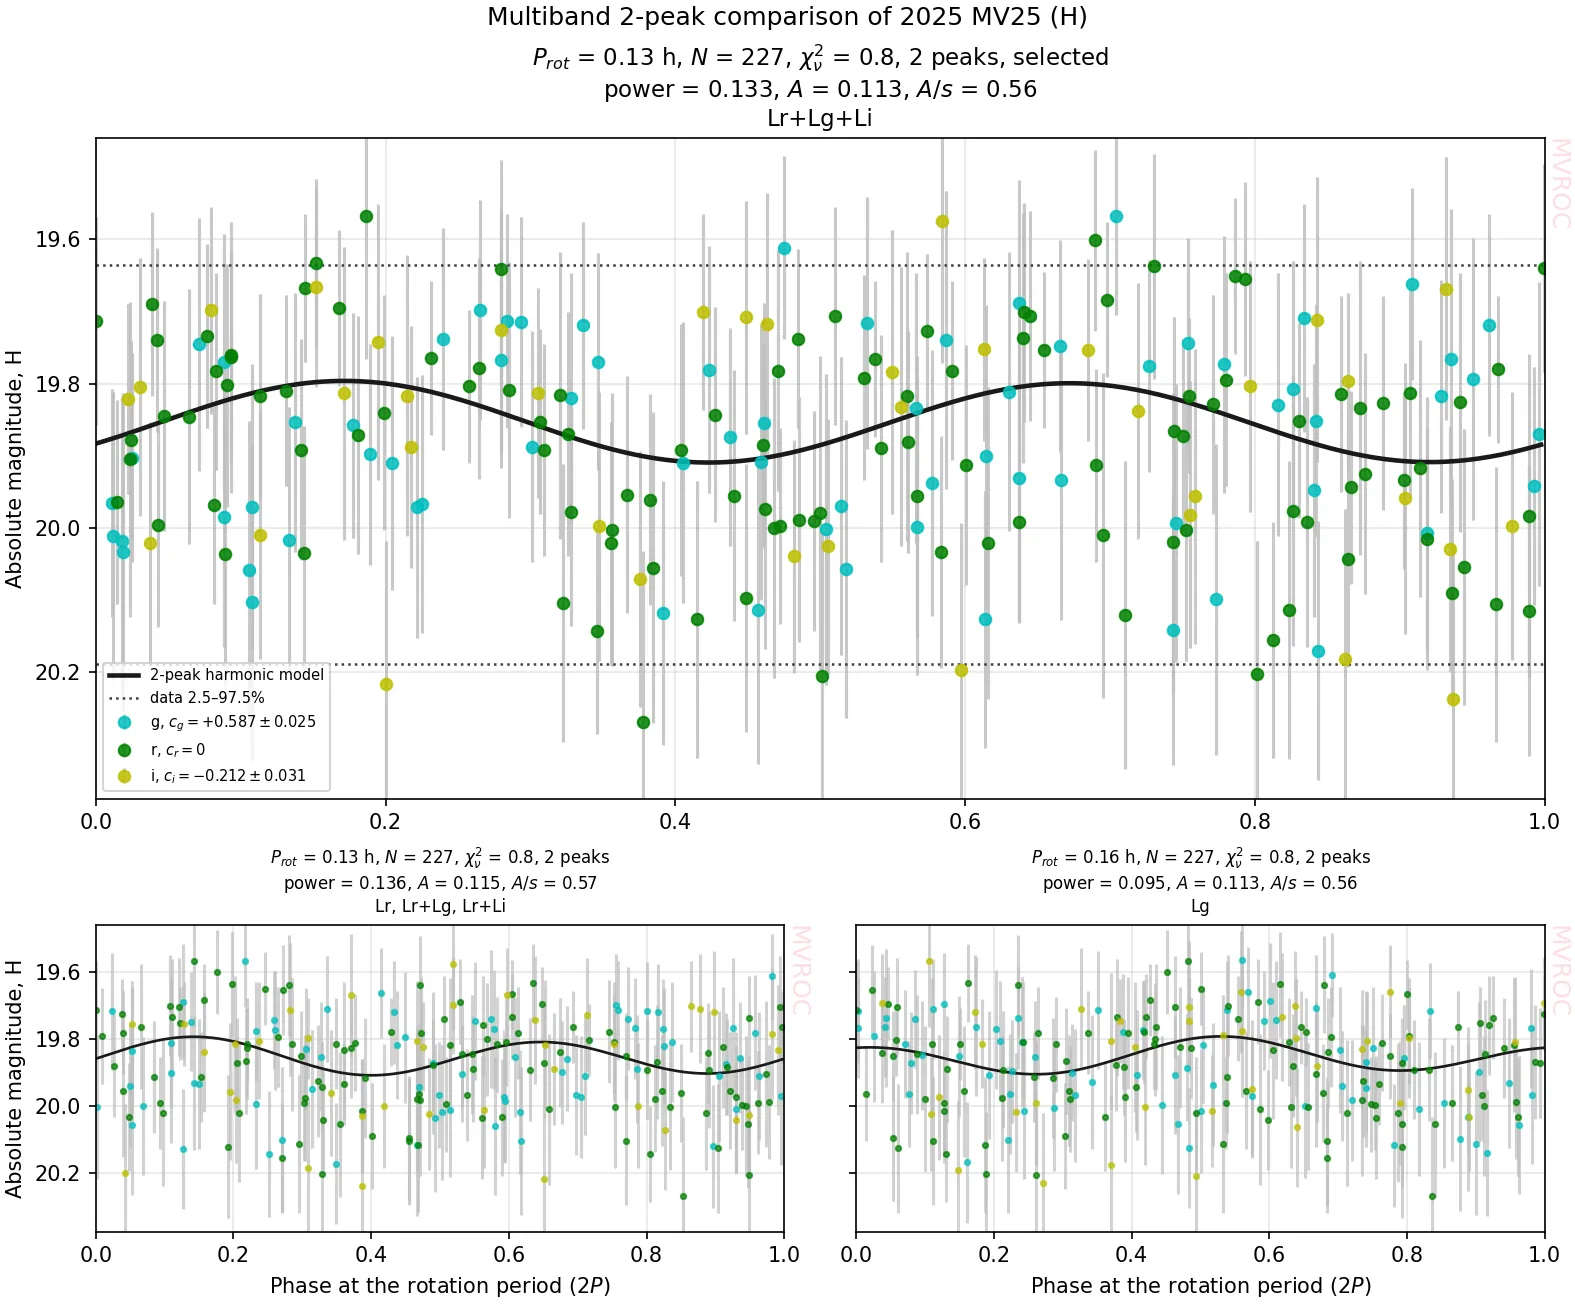 Multiband 2-peak comparison of 2025 MV25 (H)
P_rot = 0.13 h, N = 227, χ²_ν = 0.8, 2 peaks, selected
power = 0.133, A = 0.113, A/s = 0.56
Lr+Lg+Li
MVROC
Absolute magnitude, H
19.6
19.8
20.0
20.2
2-peak harmonic model
data 2.5–97.5%
g, c_g = +0.587 ± 0.025
r, c_r = 0
i, c_i = −0.212 ± 0.031
0.0 0.2 0.4 0.6 0.8 1.0
P_rot = 0.13 h, N = 227, χ²_ν = 0.8, 2 peaks
power = 0.136, A = 0.115, A/s = 0.57
Lr, Lr+Lg, Lr+Li
MVROC
Absolute magnitude, H
19.6
19.8
20.0
20.2
0.0 0.2 0.4 0.6 0.8 1.0
Phase at the rotation period (2P)
P_rot = 0.16 h, N = 227, χ²_ν = 0.8, 2 peaks
power = 0.095, A = 0.113, A/s = 0.56
Lg
MVROC
0.0 0.2 0.4 0.6 0.8 1.0
Phase at the rotation period (2P)